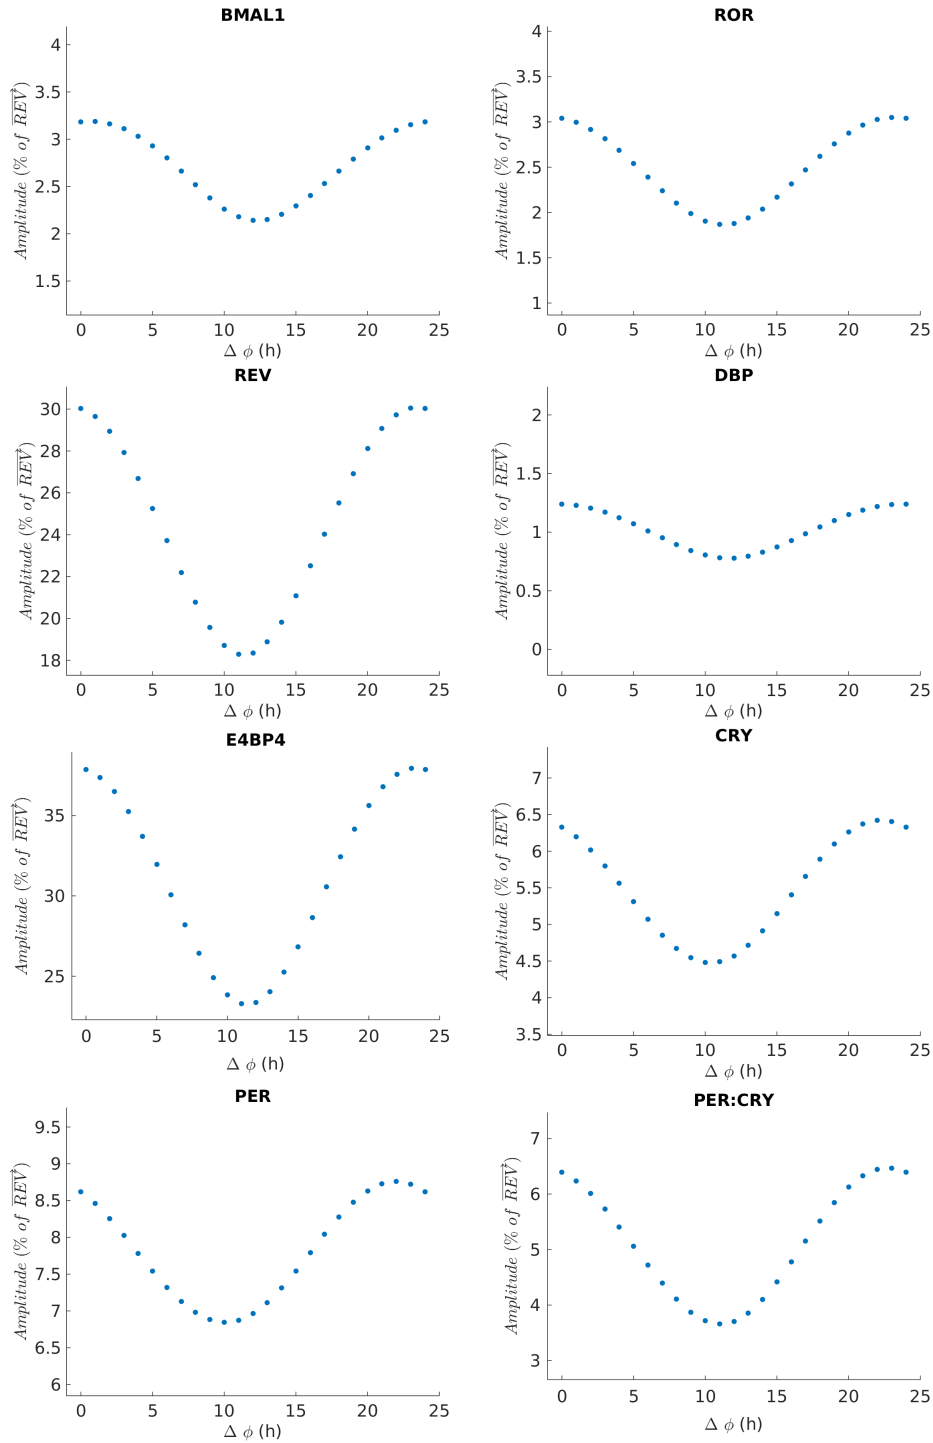 BMAL1
4
3.5
3
2.5
2
1.5
Amplitude (% of REV)
0 5 10 15 20 25
Δ ϕ (h)
ROR
4
3.5
3
2.5
2
1.5
1
Amplitude (% of REV)
0 5 10 15 20 25
Δ ϕ (h)
REV
30
28
26
24
22
20
18
Amplitude (% of REV)
0 5 10 15 20 25
Δ ϕ (h)
DBP
2
1.5
1
0.5
0
Amplitude (% of REV)
0 5 10 15 20 25
Δ ϕ (h)
E4BP4
35
30
25
Amplitude (% of REV)
0 5 10 15 20 25
Δ ϕ (h)
CRY
7
6.5
6
5.5
5
4.5
4
3.5
Amplitude (% of REV)
0 5 10 15 20 25
Δ ϕ (h)
PER
9.5
9
8.5
8
7.5
7
6.5
6
Amplitude (% of REV)
0 5 10 15 20 25
Δ ϕ (h)
PER:CRY
7
6
5
4
3
Amplitude (% of REV)
0 5 10 15 20 25
Δ ϕ (h)